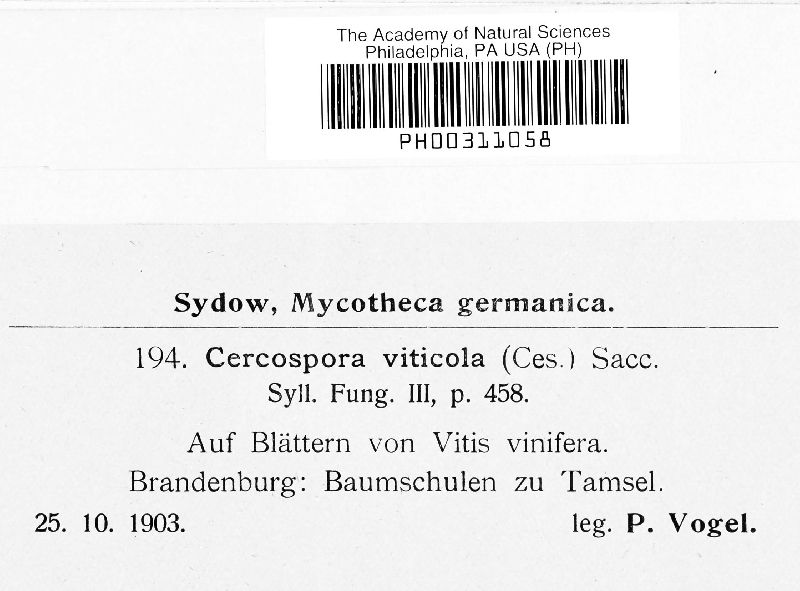 The Academy of Natural Sciences
Philadelphia, PA USA (PH)
PH00311058
Sydow, Mycotheca germanica.
194. Cercospora viticola (Ces.) Sacc.
Syll. Fung. III, p. 458.
Auf Blättern von Vitis vinifera.
Brandenburg: Baumschulen zu Tamsel.
25. 10. 1903. leg. P. Vogel.